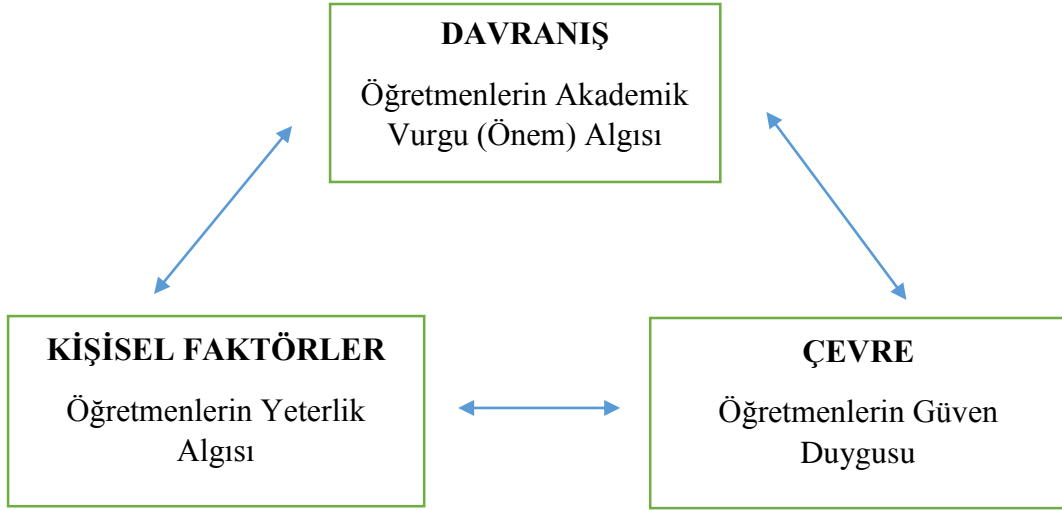 DAVRANIŞ
Öğretmenlerin Akademik
Vurgu (Önem) Algısı
KİŞİSEL FAKTÖRLER
Öğretmenlerin Yeterlik
Algısı
ÇEVRE
Öğretmenlerin Güven
Duygusu